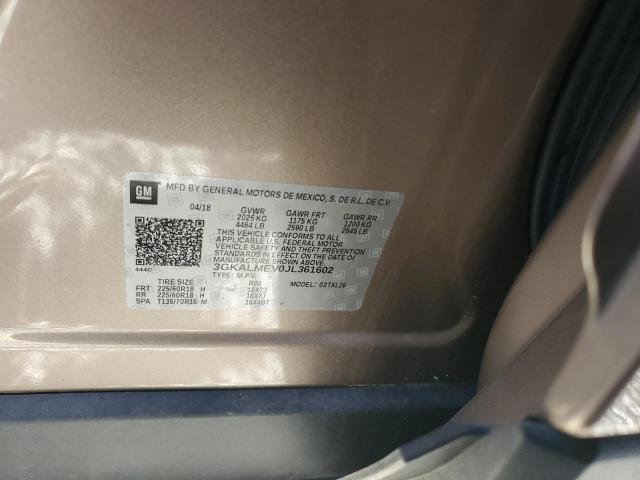 GM
MFD BY GENERAL MOTORS DE MEXICO, S. DE R.L. DE C.V.
04/18 GVWR GAWR FRT GAWR RR
2025 KG 1175 KG 1200 KG
4464 LB 2590 LB 2645 LB
THIS VEHICLE CONFORMS TO ALL
APPLICABLE U.S. FEDERAL MOTOR
VEHICLE SAFETY AND THEFT PREVENTION
STANDARDS IN EFFECT ON THE DATE OF
MANUFACTURE SHOWN ABOVE.
3GKALMEV0JL361602
444C TYPE: M.P.V. MODEL: 02TXL26
TIRE SIZE RIM
FRT 225/60R18 H 18X7J
RR 225/60R18 H 18X7J
SPA T135/70R16 M 16X4BT